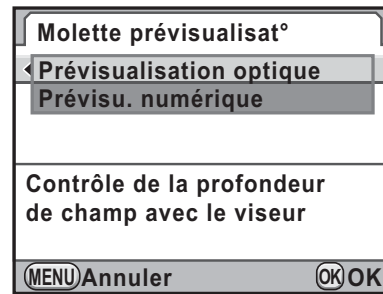 Molette prévisualisat°
Prévisualisation optique
Prévisu. numérique
Contrôle de la profondeur
de champ avec le viseur
MENU Annuler OK OK